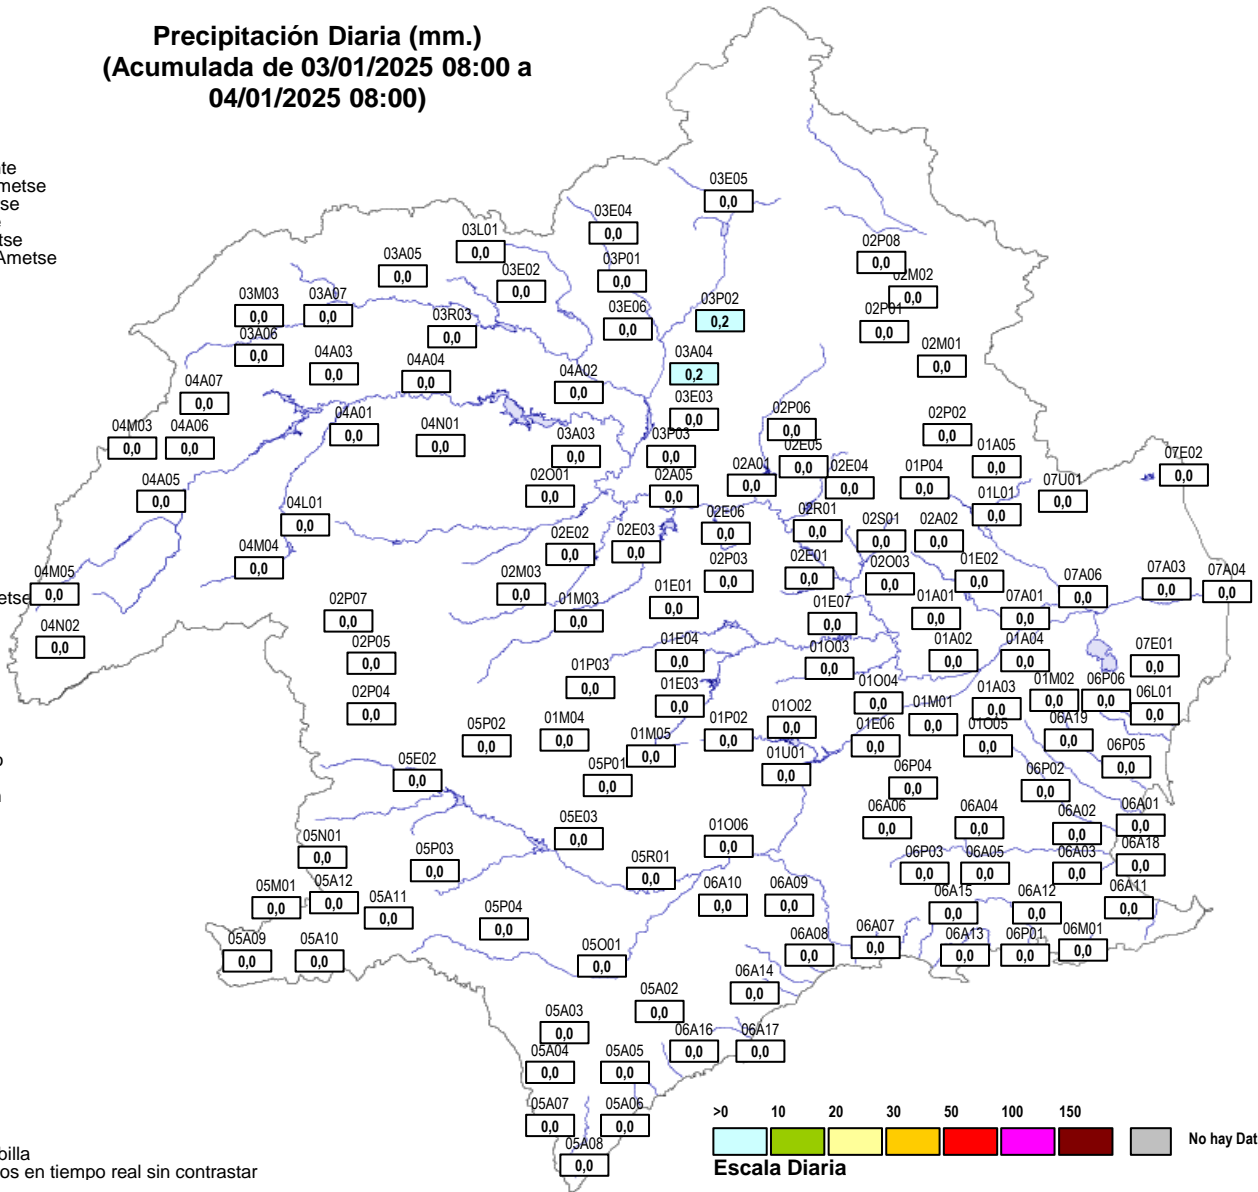 Precipitación Diaria (mm.)
(Acumulada de 03/01/2025 08:00 a
04/01/2025 08:00)
03E05
0,0
03E04
0,0
03L01
0,0
03P01
0,0
03A05
0,0
03E02
0,0
02P08
0,0
02M02
0,0
03M03
0,0
03A07
0,0
03R03
0,0
03E06
0,0
03P02
0,2
02P01
0,0
03A06
0,0
04A03
0,0
04A04
0,0
04A02
0,0
03A04
0,2
02M01
0,0
04A07
0,0
03E03
0,0
04M03
0,0
04A06
0,0
04A01
0,0
04N01
0,0
03A03
0,0
03P03
0,0
02P06
0,0
02E05
0,0
02P02
0,0
01A05
0,0
07E02
0,0
04A05
0,0
02O01
0,0
02A05
0,0
02A01
0,0
02E04
0,0
01P04
0,0
01L01
0,0
07U01
0,0
04L01
0,0
02E02
0,0
02E03
0,0
02E06
0,0
02R01
0,0
02S01
0,0
02A02
0,0
04M04
0,0
04M05
0,0
02M03
0,0
01M03
0,0
01E01
0,0
02P03
0,0
02E01
0,0
02O03
0,0
01E02
0,0
07A06
0,0
07A03
0,0
07A04
0,0
04N02
0,0
02P07
0,0
02P05
0,0
02P04
0,0
01E04
0,0
01E07
0,0
01A01
0,0
07A01
0,0
01P03
0,0
01E03
0,0
01O03
0,0
01A02
0,0
01A04
0,0
07E01
0,0
01O04
0,0
01M01
0,0
01A03
0,0
01M02
0,0
06P06
0,0
06L01
0,0
05P02
0,0
01M04
0,0
01M05
0,0
01P02
0,0
01O02
0,0
01E06
0,0
01O05
0,0
06A19
0,0
06P05
0,0
05E02
0,0
05P01
0,0
01U01
0,0
06P04
0,0
06P02
0,0
05E03
0,0
01O06
0,0
06A06
0,0
06A04
0,0
06A02
0,0
06A01
0,0
05N01
0,0
05P03
0,0
05R01
0,0
06P03
0,0
06A05
0,0
06A03
0,0
06A18
0,0
05M01
0,0
05A12
0,0
05A11
0,0
05P04
0,0
06A10
0,0
06A09
0,0
06A15
0,0
06A12
0,0
06A11
0,0
05A09
0,0
05A10
0,0
05O01
0,0
06A08
0,0
06A07
0,0
06A13
0,0
06P01
0,0
06M01
0,0
05A03
0,0
05A02
0,0
06A14
0,0
05A04
0,0
05A05
0,0
06A16
0,0
06A17
0,0
05A07
0,0
05A06
0,0
05A08
0,0
>0 10 20 30 50 100 150
No hay Dat
Escala Diaria
os en tiempo real sin contrastar